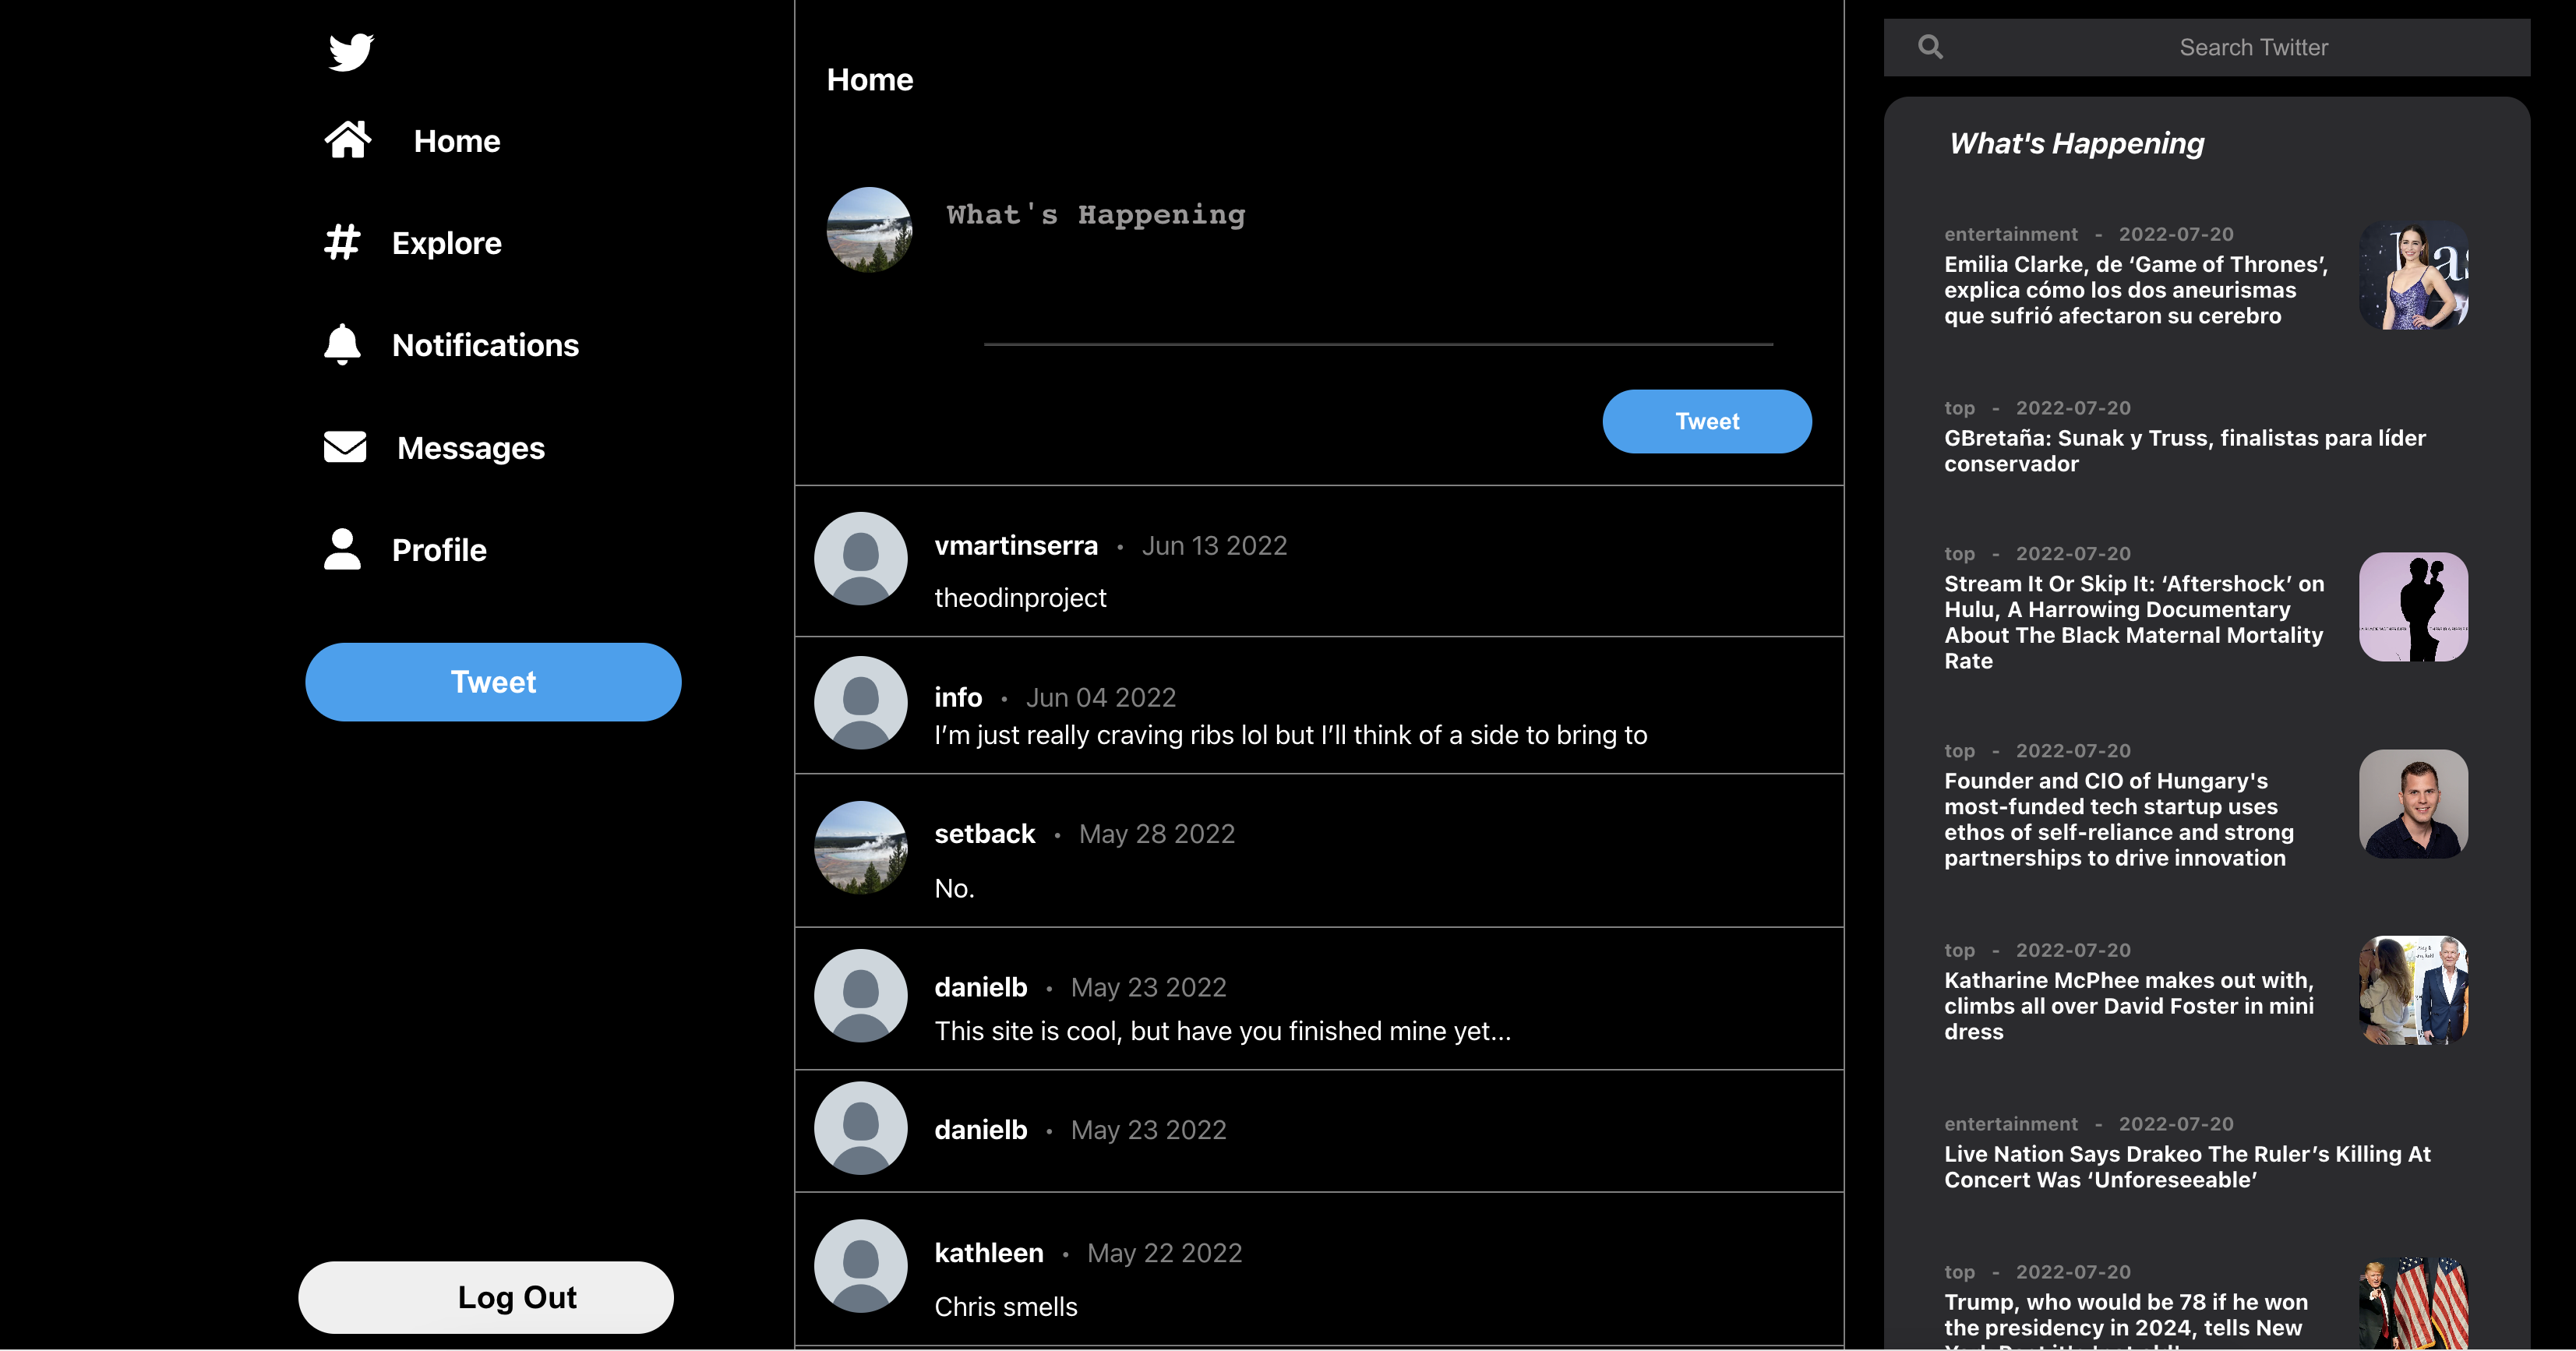 Home
Explore
Notifications
Messages
Profile
Tweet
Log Out
Home
What's Happening
Tweet
vmartinserra • Jun 13 2022
theodinproject
info • Jun 04 2022
I’m just really craving ribs lol but I’ll think of a side to bring to
setback • May 28 2022
No.
danielb • May 23 2022
This site is cool, but have you finished mine yet...
danielb • May 23 2022
kathleen • May 22 2022
Chris smells
Search Twitter
What's Happening
entertainment - 2022-07-20
Emilia Clarke, de ‘Game of Thrones’,
explica cómo los dos aneurismas
que sufrió afectaron su cerebro
top - 2022-07-20
GBretaña: Sunak y Truss, finalistas para líder
conservador
top - 2022-07-20
Stream It Or Skip It: ‘Aftershock’ on
Hulu, A Harrowing Documentary
About The Black Maternal Mortality
Rate
top - 2022-07-20
Founder and CIO of Hungary's
most-funded tech startup uses
ethos of self-reliance and strong
partnerships to drive innovation
top - 2022-07-20
Katharine McPhee makes out with,
climbs all over David Foster in mini
dress
entertainment - 2022-07-20
Live Nation Says Drakeo The Ruler’s Killing At
Concert Was ‘Unforeseeable’
top - 2022-07-20
Trump, who would be 78 if he won
the presidency in 2024, tells New